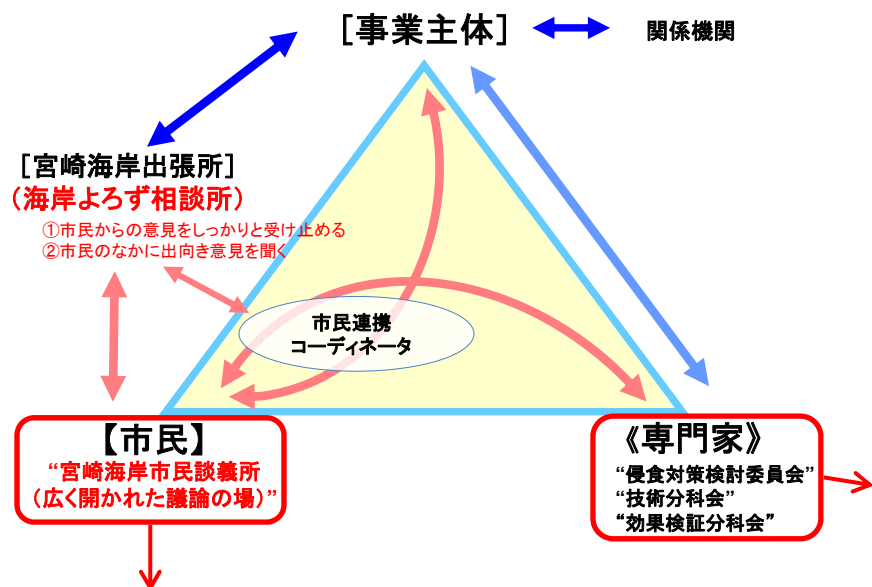 [事業主体]
関係機関
[宮崎海岸出張所]
(海岸よろず相談所)
①市民からの意見をしっかりと受け止める
②市民のなかに出向き意見を聞く
市民連携
コーディネータ
【市民】
“宮崎海岸市民談義所
(広く開かれた議論の場)”
《専門家》
“侵食対策検討委員会”
“技術分科会”
“効果検証分科会”